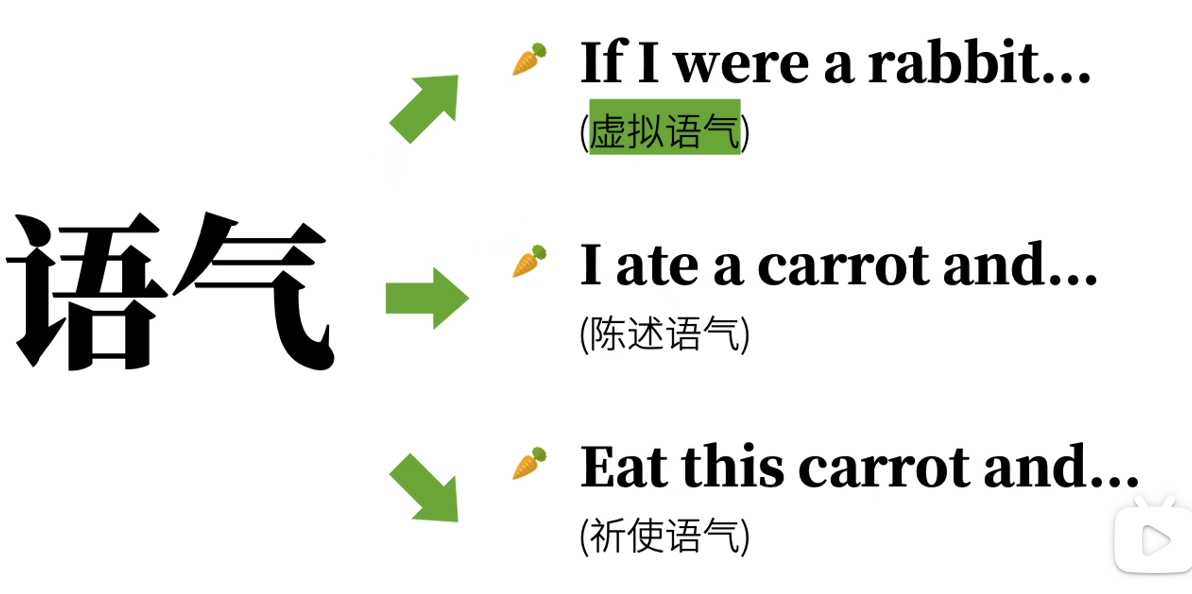 语气
If I were a rabbit...
(虚拟语气)
I ate a carrot and...
(陈述语气)
Eat this carrot and...
(祈使语气)